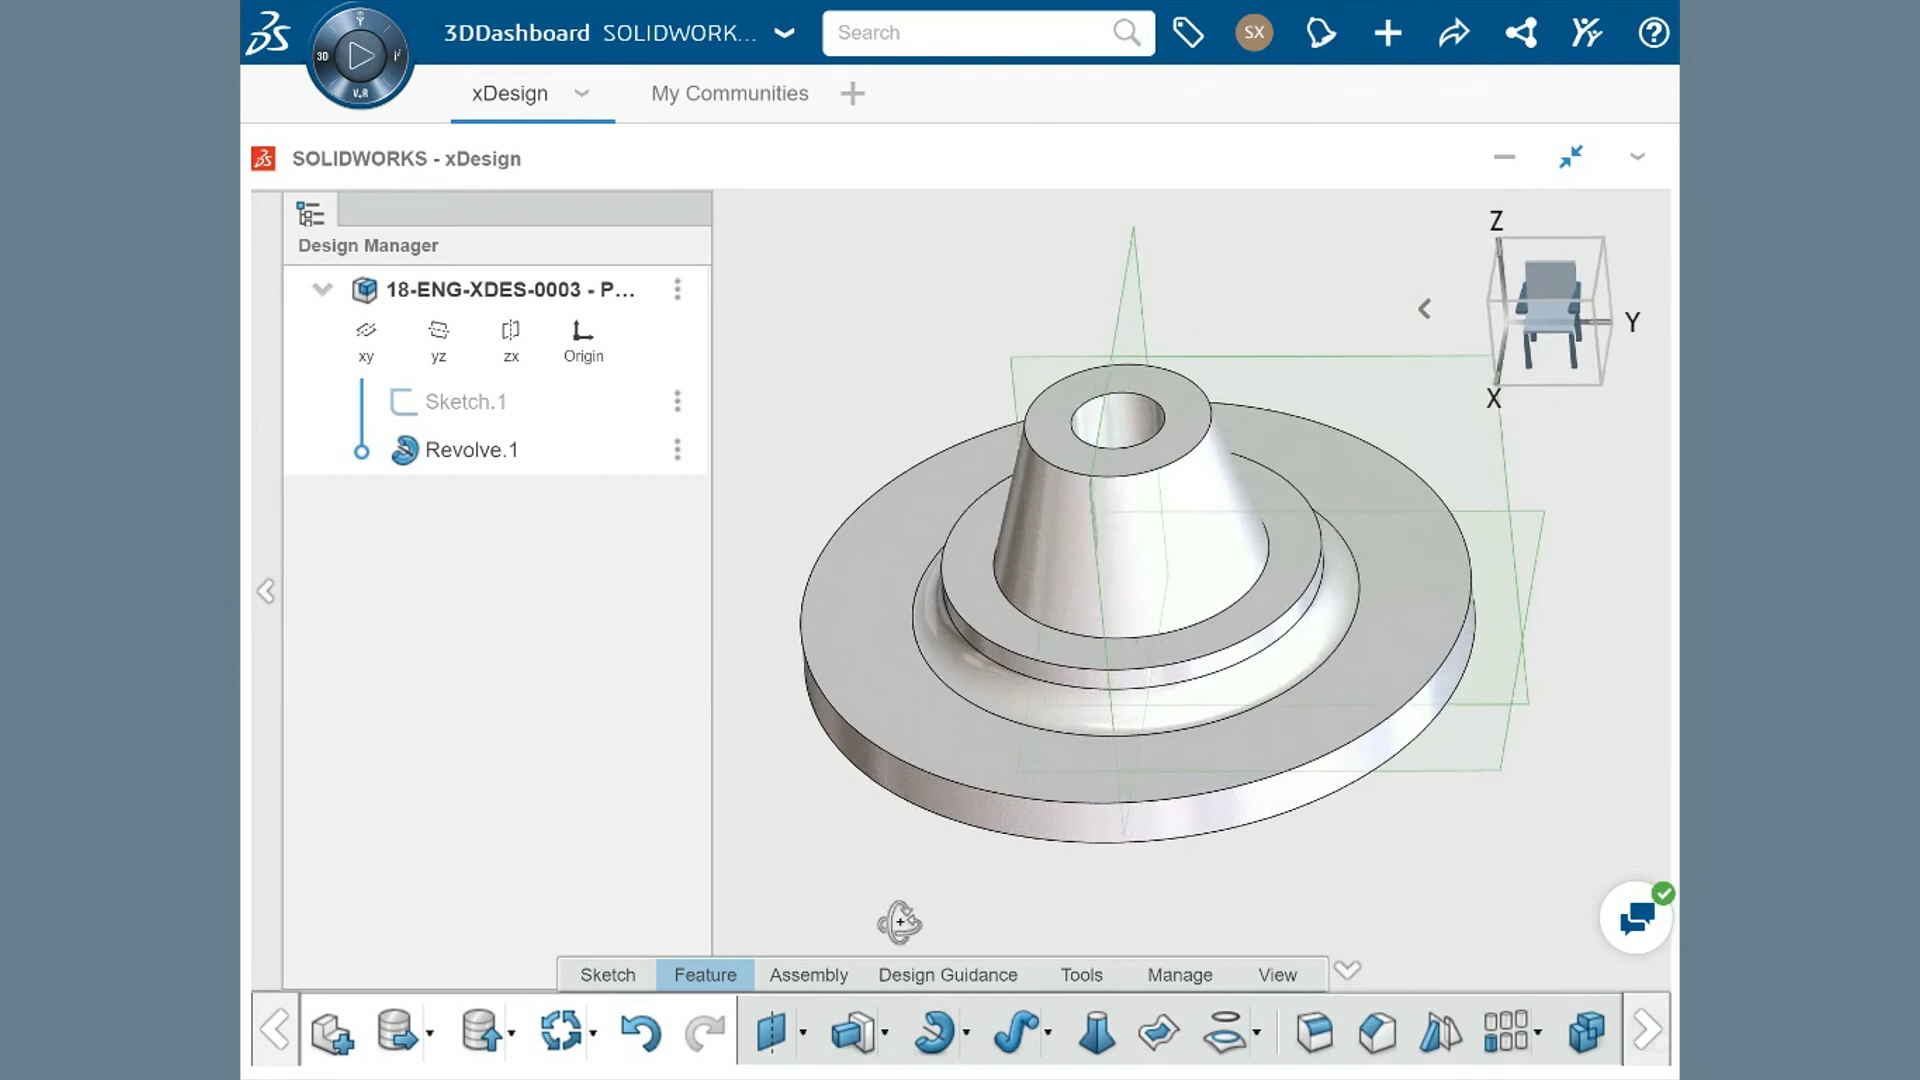 3DDashboard SOLIDWORK...
Search
SX
3D
V.R
xDesign
My Communities
SOLIDWORKS - xDesign
Design Manager
18-ENG-XDES-0003 - P...
xy yz zx Origin
Sketch.1
Revolve.1
Z
Y
X
Sketch Feature Assembly Design Guidance Tools Manage View